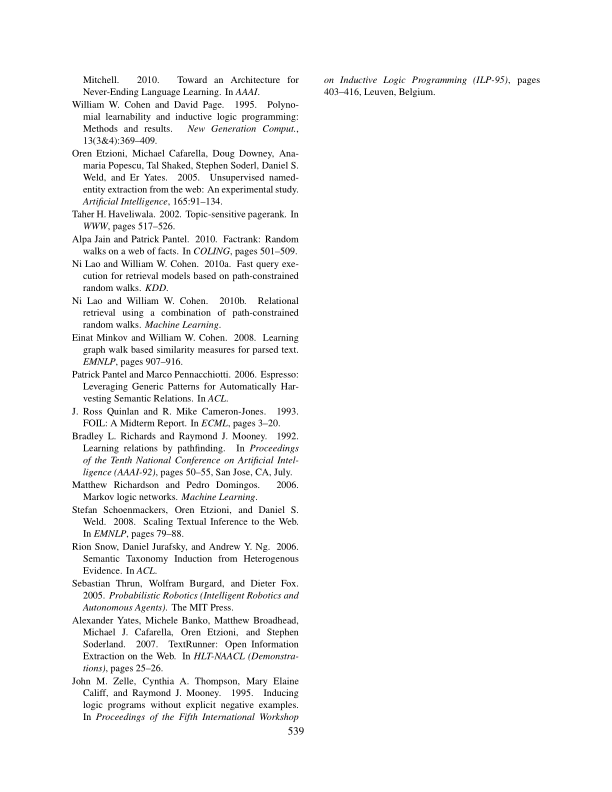 Mitchell. 2010. Toward an Architecture for
Never-Ending Language Learning. In AAAI.
William W. Cohen and David Page. 1995. Polyno-
mial learnability and inductive logic programming:
Methods and results. New Generation Comput.,
13(3&4):369–409.
Oren Etzioni, Michael Cafarella, Doug Downey, Ana-
maria Popescu, Tal Shaked, Stephen Soderl, Daniel S.
Weld, and Er Yates. 2005. Unsupervised named-
entity extraction from the web: An experimental study.
Artificial Intelligence, 165:91–134.
Taher H. Haveliwala. 2002. Topic-sensitive pagerank. In
WWW, pages 517–526.
Alpa Jain and Patrick Pantel. 2010. Factrank: Random
walks on a web of facts. In COLING, pages 501–509.
Ni Lao and William W. Cohen. 2010a. Fast query exe-
cution for retrieval models based on path-constrained
random walks. KDD.
Ni Lao and William W. Cohen. 2010b. Relational
retrieval using a combination of path-constrained
random walks. Machine Learning.
Einat Minkov and William W. Cohen. 2008. Learning
graph walk based similarity measures for parsed text.
EMNLP, pages 907–916.
Patrick Pantel and Marco Pennacchiotti. 2006. Espresso:
Leveraging Generic Patterns for Automatically Har-
vesting Semantic Relations. In ACL.
J. Ross Quinlan and R. Mike Cameron-Jones. 1993.
FOIL: A Midterm Report. In ECML, pages 3–20.
Bradley L. Richards and Raymond J. Mooney. 1992.
Learning relations by pathfinding. In Proceedings
of the Tenth National Conference on Artificial Intel-
ligence (AAAI-92), pages 50–55, San Jose, CA, July.
Matthew Richardson and Pedro Domingos. 2006.
Markov logic networks. Machine Learning.
Stefan Schoenmackers, Oren Etzioni, and Daniel S.
Weld. 2008. Scaling Textual Inference to the Web.
In EMNLP, pages 79–88.
Rion Snow, Daniel Jurafsky, and Andrew Y. Ng. 2006.
Semantic Taxonomy Induction from Heterogenous
Evidence. In ACL.
Sebastian Thrun, Wolfram Burgard, and Dieter Fox.
2005. Probabilistic Robotics (Intelligent Robotics and
Autonomous Agents). The MIT Press.
Alexander Yates, Michele Banko, Matthew Broadhead,
Michael J. Cafarella, Oren Etzioni, and Stephen
Soderland. 2007. TextRunner: Open Information
Extraction on the Web. In HLT-NAACL (Demonstra-
tions), pages 25–26.
John M. Zelle, Cynthia A. Thompson, Mary Elaine
Califf, and Raymond J. Mooney. 1995. Inducing
logic programs without explicit negative examples.
In Proceedings of the Fifth International Workshop
on Inductive Logic Programming (ILP-95), pages
403–416, Leuven, Belgium.
539